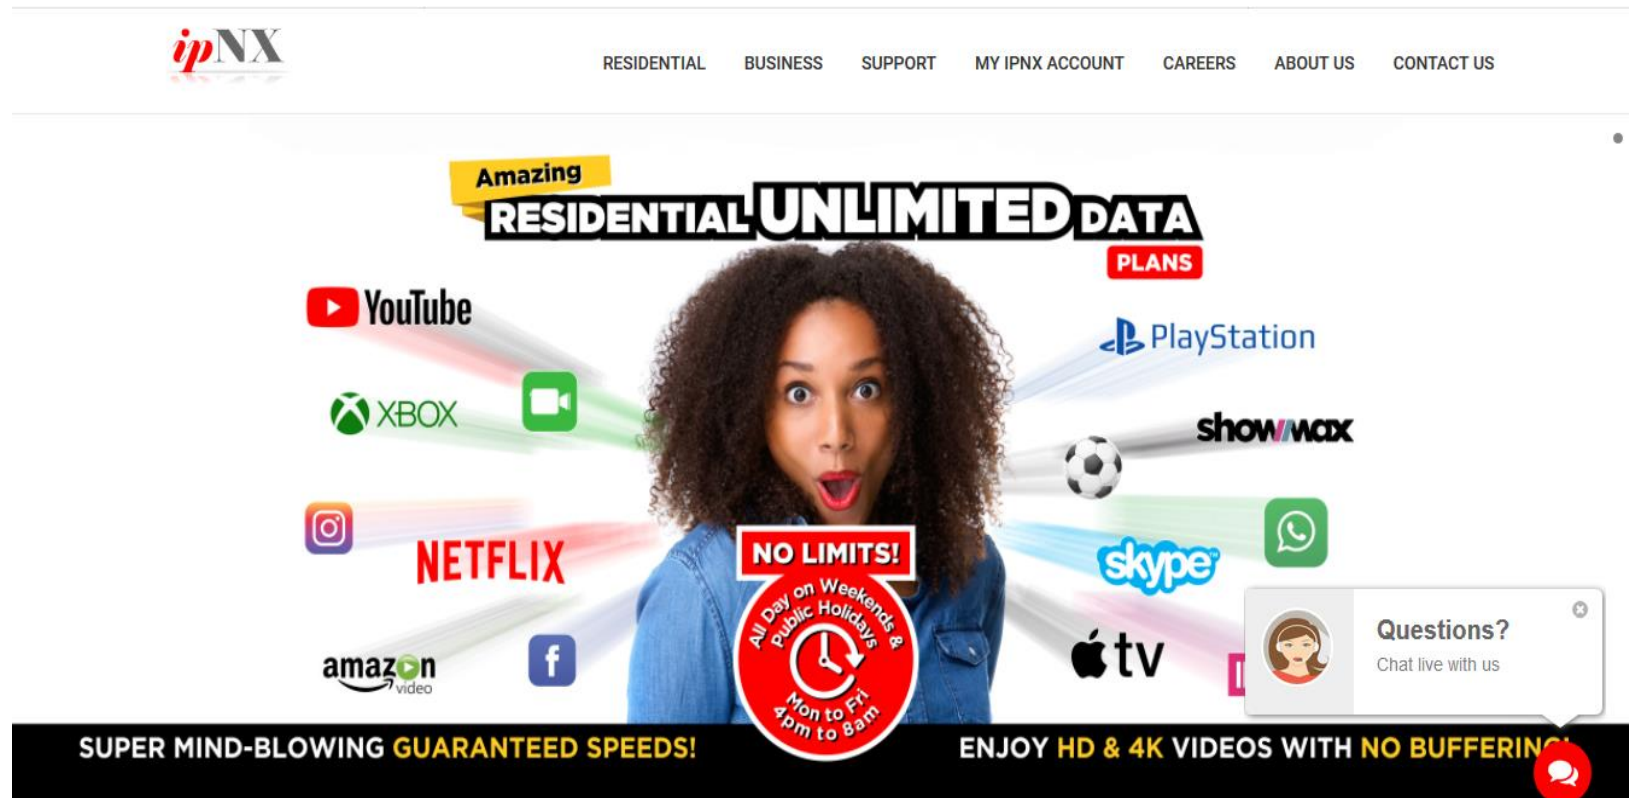 ipNX
RESIDENTIAL BUSINESS SUPPORT MY IPNX ACCOUNT CAREERS ABOUT US CONTACT US
Amazing
RESIDENTIAL UNLIMITED DATA
PLANS
YouTube
PlayStation
XBOX
showmax
NETFLIX
skype
amazon
video
tv
NO LIMITS!
All Day on Weekends &
Public Holidays
Mon to Fri
4pm to 8am
Questions?
Chat live with us
SUPER MIND-BLOWING GUARANTEED SPEEDS!
ENJOY HD & 4K VIDEOS WITH NO BUFFERING!